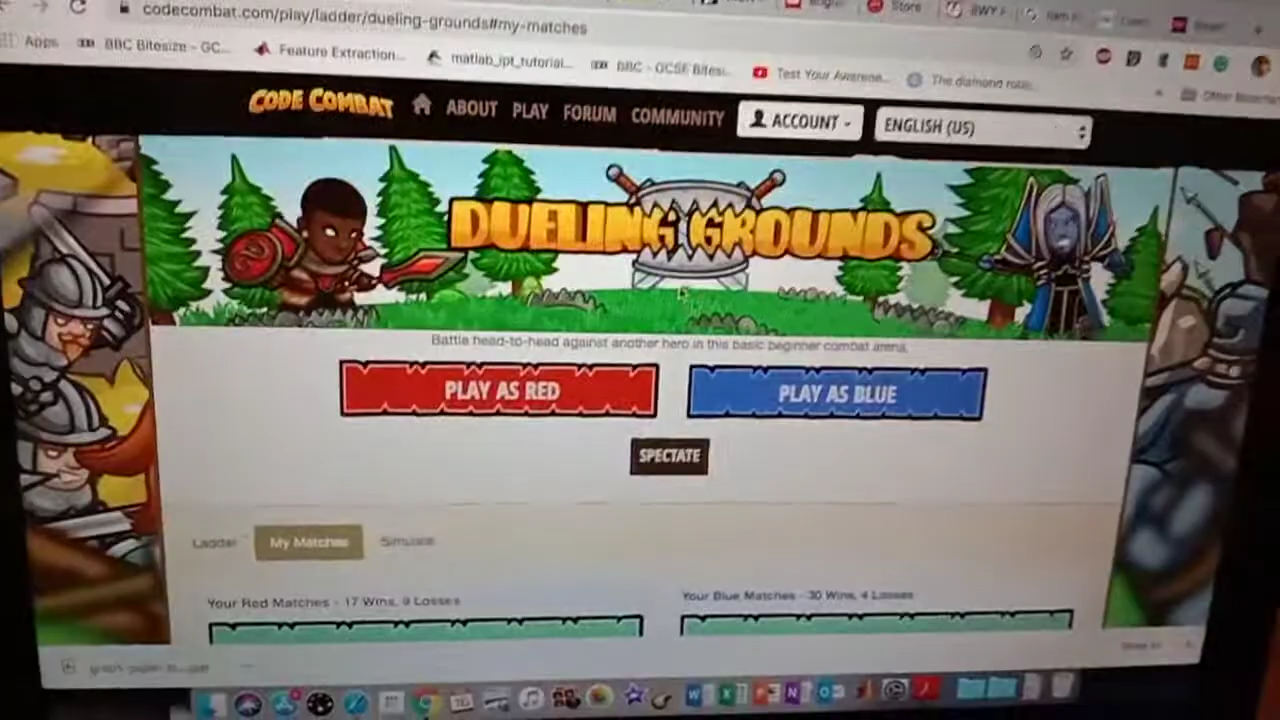 codecombat.com/play/ladder/dueling-grounds#my-matches
Store
Apps BBC Bitesize - GC... Feature Extraction... matlab_ipt_tutorial... BBC - GCSE Bitesi... Test Your Awarene... The diamond
CODE COMBAT ABOUT PLAY FORUM COMMUNITY ACCOUNT ENGLISH (US)
DUELING GROUNDS
Battle head-to-head against another hero in this basic beginner combat arena.
PLAY AS RED PLAY AS BLUE
SPECTATE
Ladder My Matches Simulate
Your Red Matches - 17 Wins, 9 Losses Your Blue Matches - 30 Wins, 4 Losses